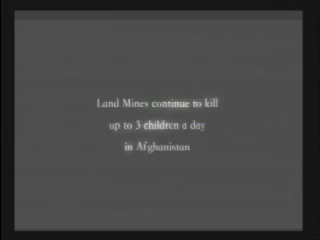 Land Mines continue to kill
up to 3 children a day
in Afghanistan